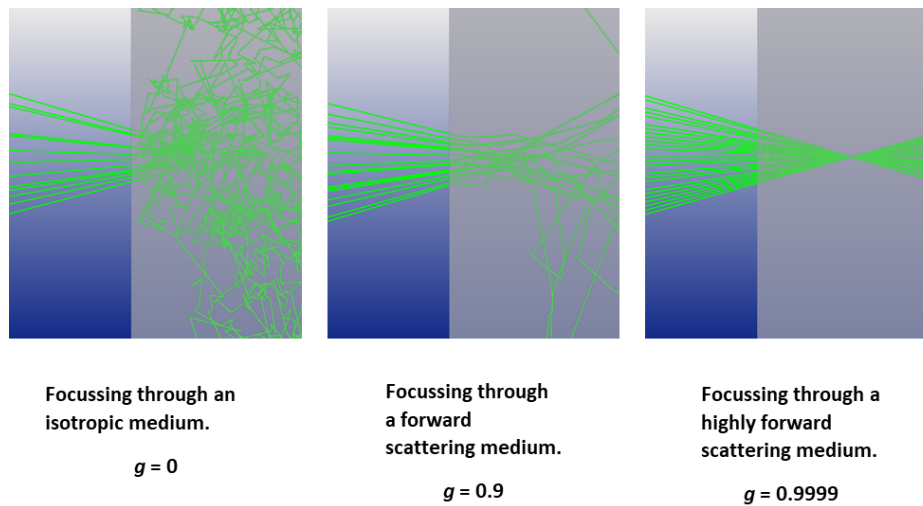 Focussing through an
isotropic medium.
g = 0
Focussing through
a forward
scattering medium.
g = 0.9
Focussing through a
highly forward
scattering medium.
g = 0.9999